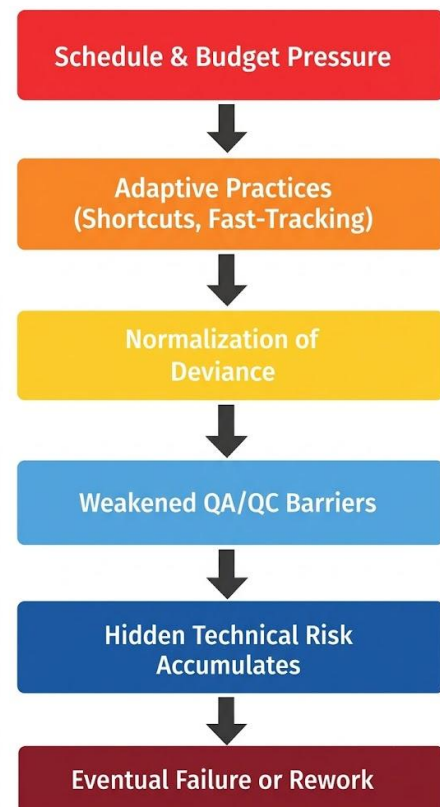 Schedule & Budget Pressure
Adaptive Practices
(Shortcuts, Fast-Tracking)
Normalization of
Deviance
Weakened QA/QC Barriers
Hidden Technical Risk
Accumulates
Eventual Failure or Rework